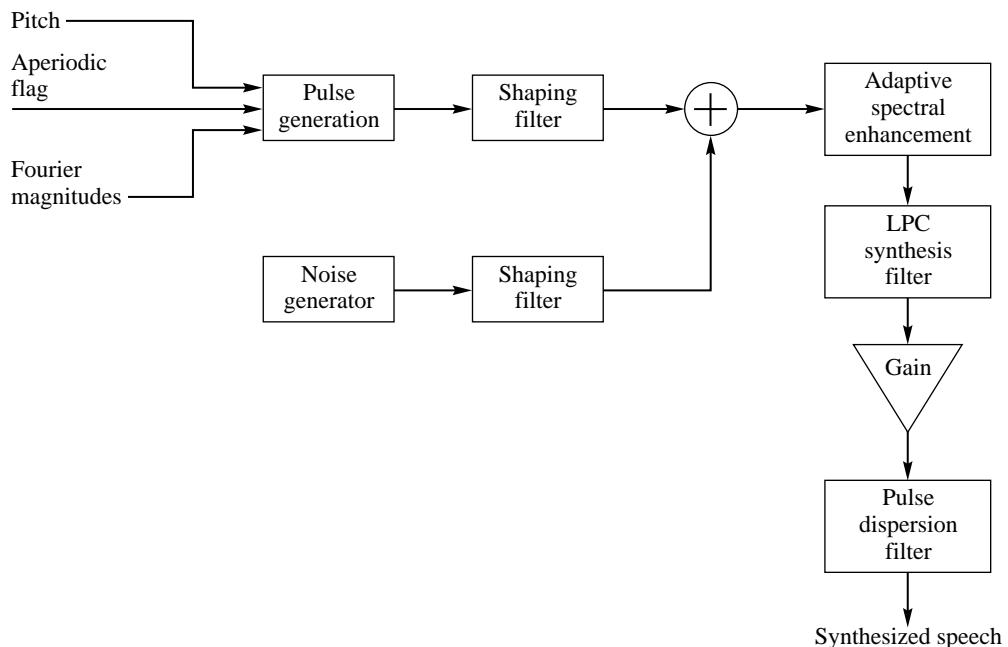 Pitch
Aperiodic
flag
Fourier
magnitudes
Pulse
generation
Shaping
filter
Adaptive
spectral
enhancement
Noise
generator
Shaping
filter
LPC
synthesis
filter
Gain
Pulse
dispersion
filter
Synthesized speech